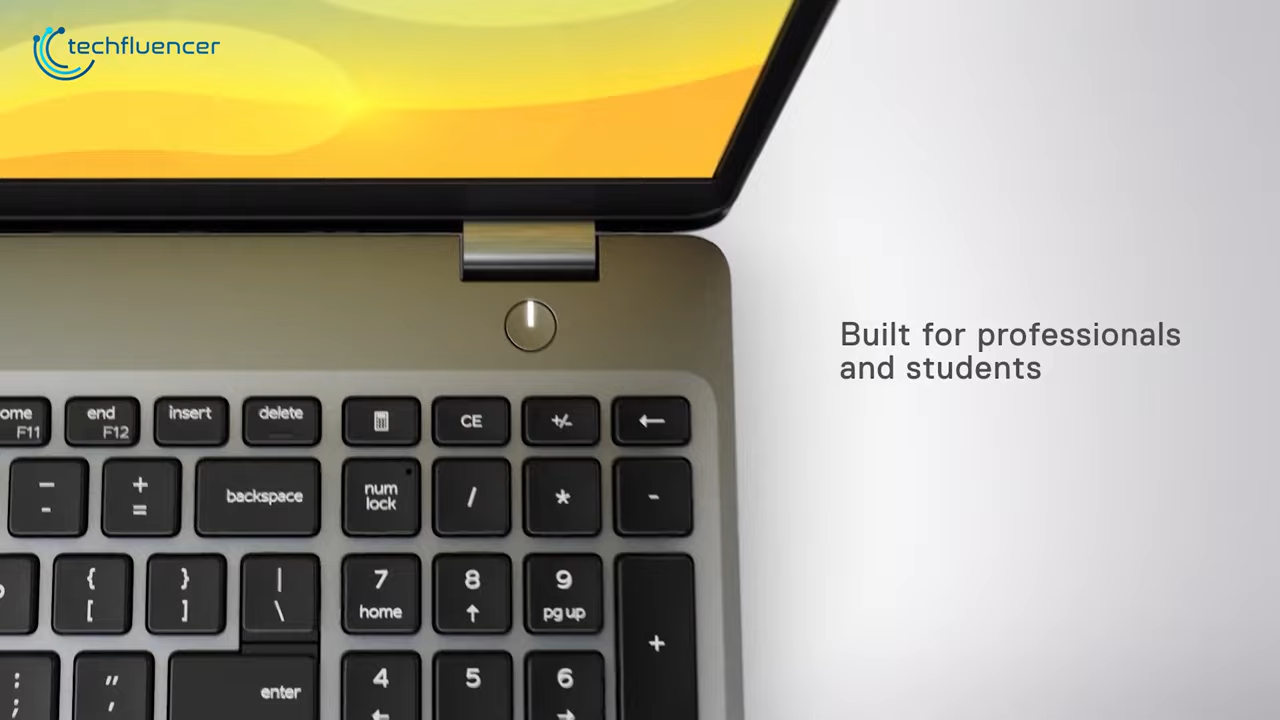 techfluencer
Built for professionals
and students
ome F11
end F12
insert
delete
CE
+/-
←
− -
+ =
backspace
num lock
/
*
-
{ [
} ]
| \
7 home
8 ↑
9 pg up
+
: ;
" '
enter
4 ←
5
6 →